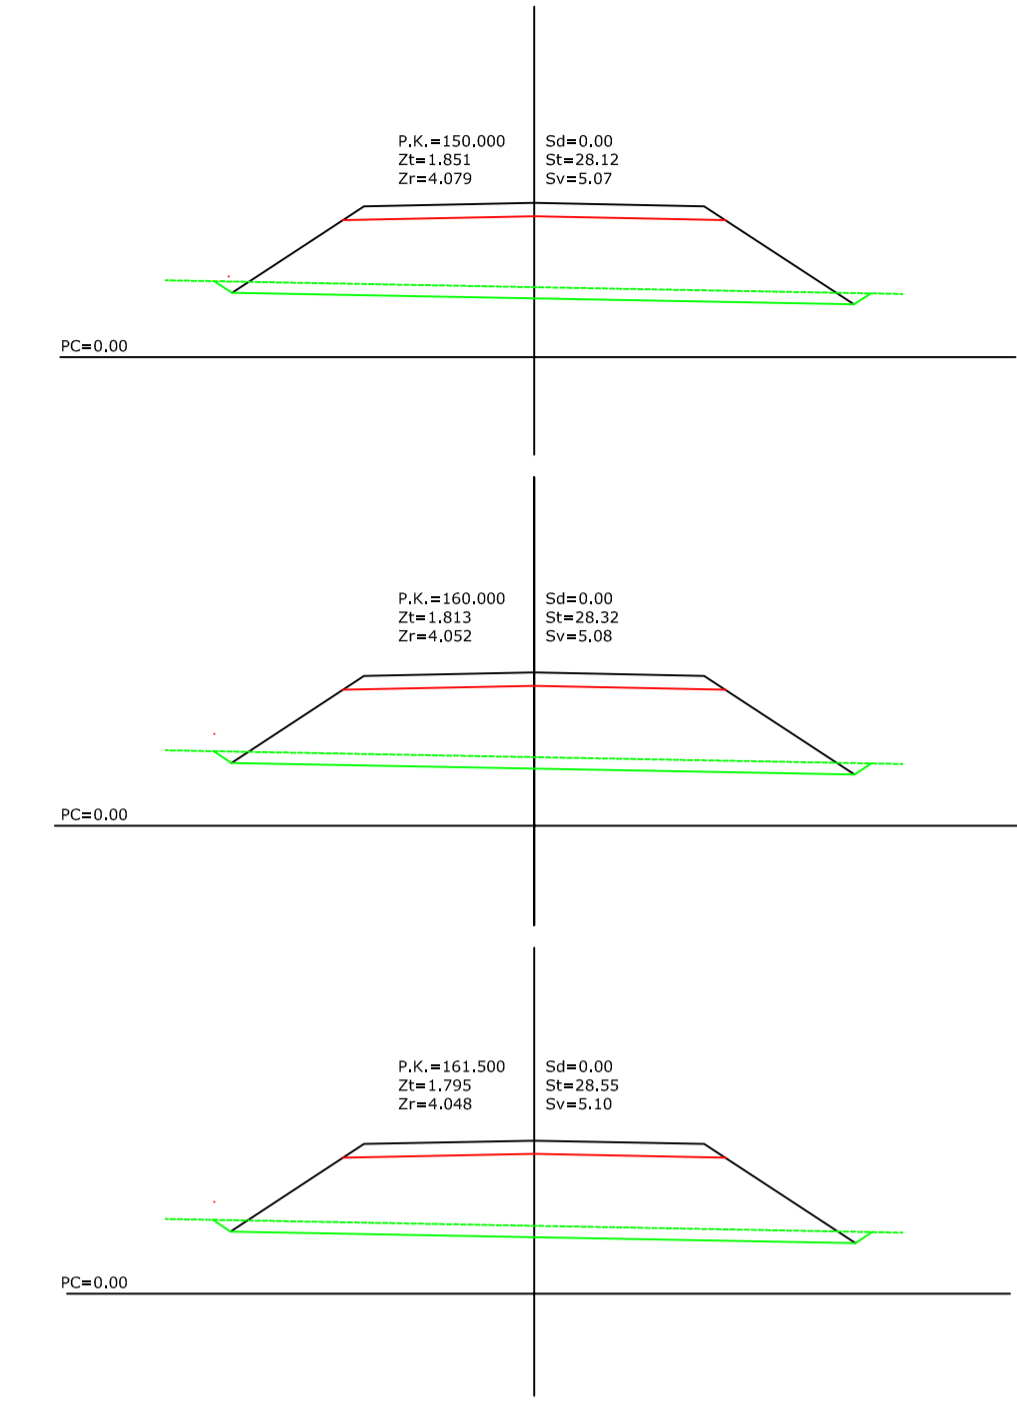 P.K.=150.000
Zt=1.851
Zr=4.079
Sd=0.00
St=28.12
Sv=5.07
PC=0.00
P.K.=160.000
Zt=1.813
Zr=4.052
Sd=0.00
St=28.32
Sv=5.08
PC=0.00
P.K.=161.500
Zt=1.795
Zr=4.048
Sd=0.00
St=28.55
Sv=5.10
PC=0.00